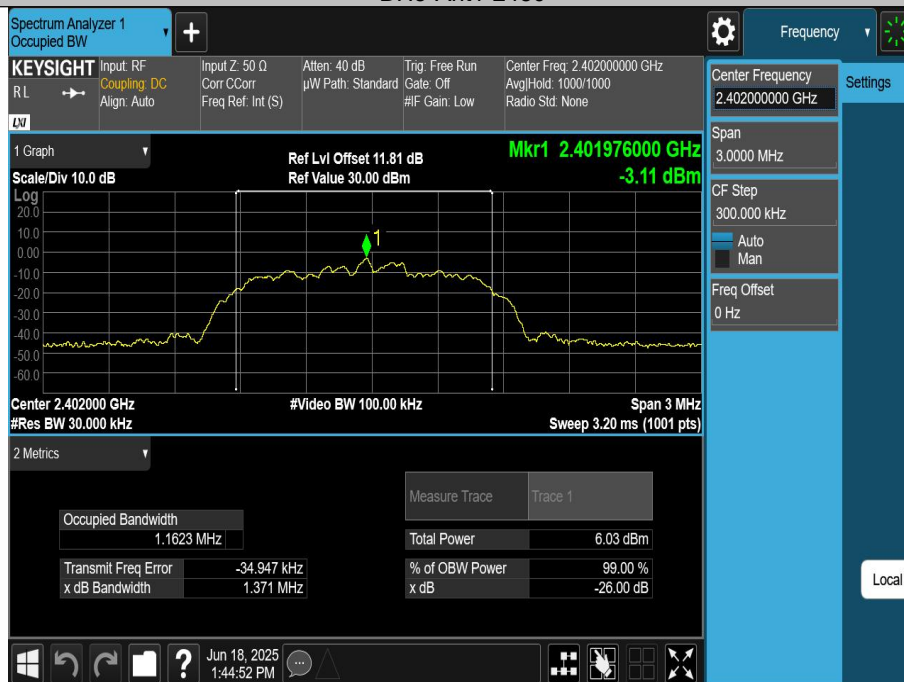 Spectrum Analyzer 1
Occupied BW
Frequency
KEYSIGHT
RL
LXI
Input: RF
Coupling: DC
Align: Auto
Input Z: 50 Ω
Corr CCorr
Freq Ref: Int (S)
Atten: 40 dB
µW Path: Standard
Trig: Free Run
Gate: Off
#IF Gain: Low
Center Freq: 2.402000000 GHz
Avg|Hold: 1000/1000
Radio Std: None
Center Frequency
2.402000000 GHz
Settings
Span
3.0000 MHz
CF Step
300.000 kHz
Auto
Man
Freq Offset
0 Hz
Local
1 Graph
Scale/Div 10.0 dB
Ref Lvl Offset 11.81 dB
Ref Value 30.00 dBm
Mkr1 2.401976000 GHz
-3.11 dBm
Log
20.0
10.0
0.00
-10.0
-20.0
-30.0
-40.0
-50.0
-60.0
1
Center 2.402000 GHz
#Res BW 30.000 kHz
#Video BW 100.00 kHz
Span 3 MHz
Sweep 3.20 ms (1001 pts)
2 Metrics
Measure Trace
Trace 1
Occupied Bandwidth
1.1623 MHz
Total Power
6.03 dBm
Transmit Freq Error
-34.947 kHz
% of OBW Power
99.00 %
x dB Bandwidth
1.371 MHz
x dB
-26.00 dB
Jun 18, 2025
1:44:52 PM